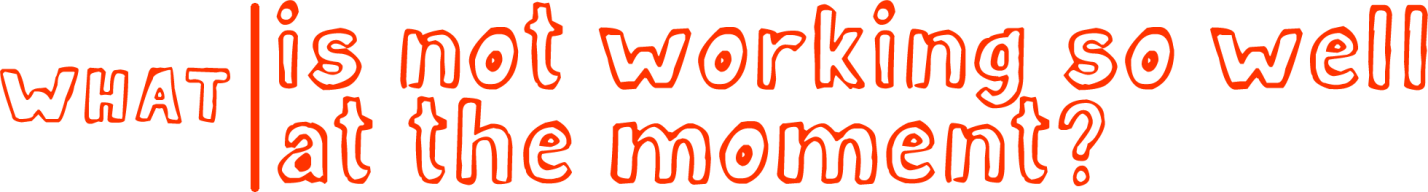 WHAT
is not working so well
at the moment?